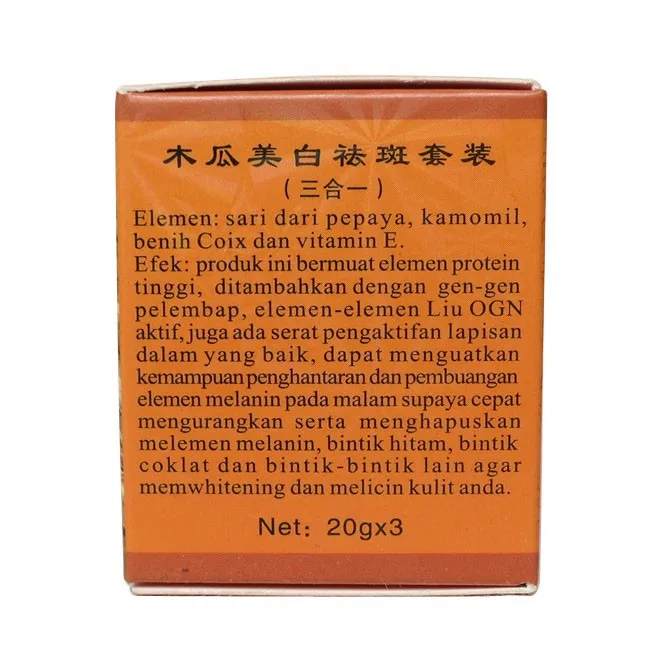 木瓜美白祛斑套装
（三合一）
Elemen: sari dari pepaya, kamomil,
benih Coix dan vitamin E.
Efek: produk ini bermuat elemen protein
tinggi, ditambahkan dengan gen-gen
pelembap, elemen-elemen Liu OGN
aktif, juga ada serat pengaktifan lapisan
dalam yang baik, dapat menguatkan
kemampuan penghantaran dan pembuangan
elemen melanin pada malam supaya cepat
mengurangkan serta menghapuskan
melemen melanin, bintik hitam, bintik
coklat dan bintik-bintik lain agar
memwhitening dan melicin kulit anda.
Net: 20gx3